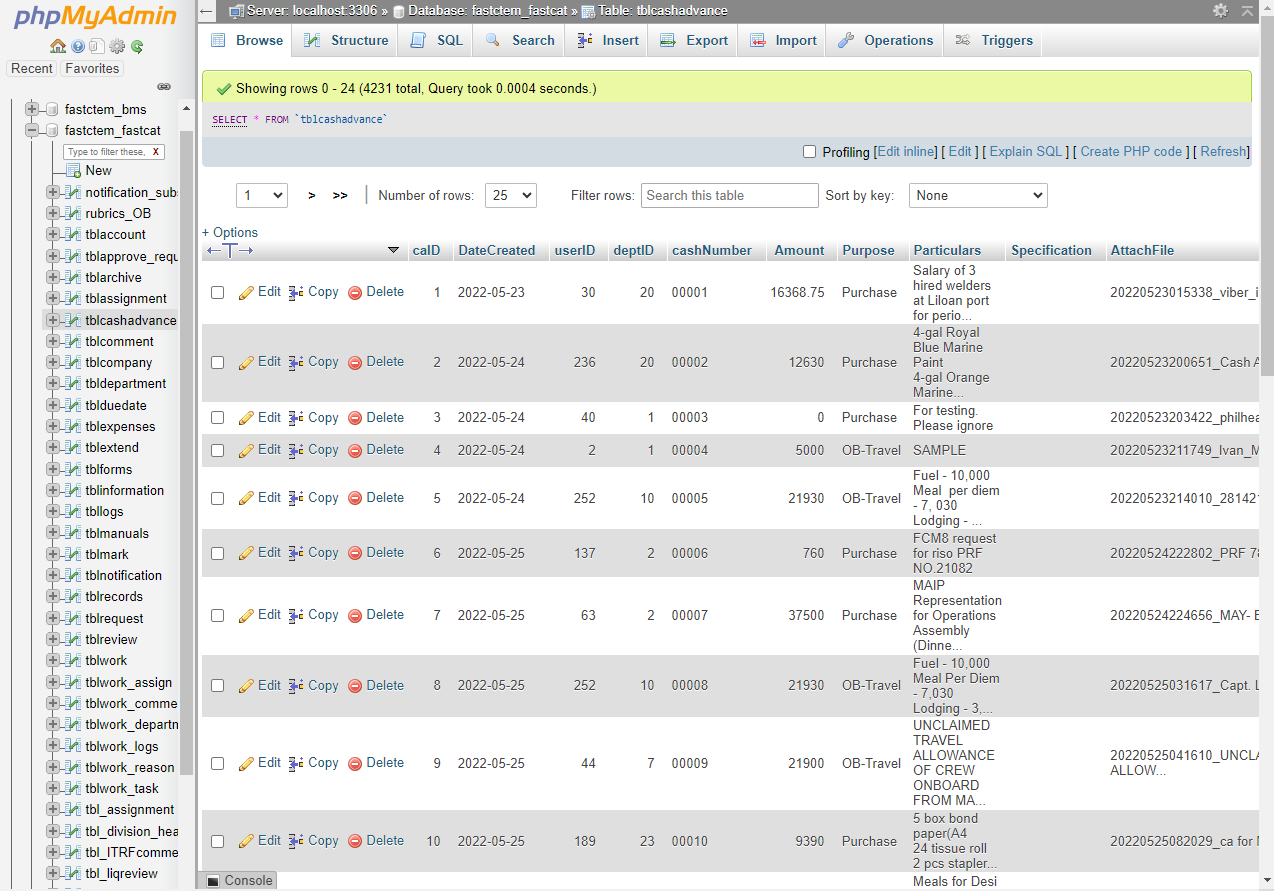 phpMyAdmin
Recent Favorites
fastctem_bms
fastctem_fastcat
Type to filter these, X
New
notification_sub
rubrics_OB
tblaccount
tblapprove_requ
tblarchive
tblassignment
tblcashadvance
tblcomment
tblcompany
tbldepartment
tblduedate
tblexpenses
tblextend
tblforms
tblinformation
tbllogs
tblmanuals
tblmark
tblnotification
tblrecords
tblrequest
tblreview
tblwork
tblwork_assign
tblwork_comme
tblwork_departn
tblwork_logs
tblwork_reason
tblwork_task
tbl_assignment
tbl_division_hea
tbl_ITRFcomme
tbl_liqreview
Server: localhost:3306 » Database: fastctem_fastcat » Table: tblcashadvance
Browse Structure SQL Search Insert Export Import Operations Triggers
Showing rows 0 - 24 (4231 total, Query took 0.0004 seconds.)
SELECT * FROM `tblcashadvance`
Profiling [Edit inline] [ Edit ] [ Explain SQL ] [ Create PHP code ] [ Refresh]
1 > >> | Number of rows: 25 Filter rows: Search this table Sort by key: None
+ Options
←T→ caID DateCreated userID deptID cashNumber Amount Purpose Particulars Specification AttachFile
Edit Copy Delete 1 2022-05-23 30 20 00001 16368.75 Purchase Salary of 3
hired welders
at Liloan port
for perio... 20220523015338_viber_i
Edit Copy Delete 2 2022-05-24 236 20 00002 12630 Purchase 4-gal Royal
Blue Marine
Paint
4-gal Orange
Marine... 20220523200651_Cash A
Edit Copy Delete 3 2022-05-24 40 1 00003 0 Purchase For testing.
Please ignore 20220523203422_philhea
Edit Copy Delete 4 2022-05-24 2 1 00004 5000 OB-Travel SAMPLE 20220523211749_Ivan_M
Edit Copy Delete 5 2022-05-24 252 10 00005 21930 OB-Travel Fuel - 10,000
Meal per diem
- 7, 030
Lodging - ... 20220523214010_281421
Edit Copy Delete 6 2022-05-25 137 2 00006 760 Purchase FCM8 request
for riso PRF
NO.21082 20220524222802_PRF 78
Edit Copy Delete 7 2022-05-25 63 2 00007 37500 Purchase MAIP
Representation
for Operations
Assembly
(Dinne... 20220524224656_MAY- E
Edit Copy Delete 8 2022-05-25 252 10 00008 21930 OB-Travel Fuel - 10,000
Meal Per Diem
- 7,030
Lodging - 3,... 20220525031617_Capt. L
Edit Copy Delete 9 2022-05-25 44 7 00009 21900 OB-Travel UNCLAIMED
TRAVEL
ALLOWANCE
OF CREW
ONBOARD
FROM MA... 20220525041610_UNCLA
ALLOW...
Edit Copy Delete 10 2022-05-25 189 23 00010 9390 Purchase 5 box bond
paper(A4
24 tissue roll
2 pcs stapler... 20220525082029_ca for M
Meals for Desi
Console